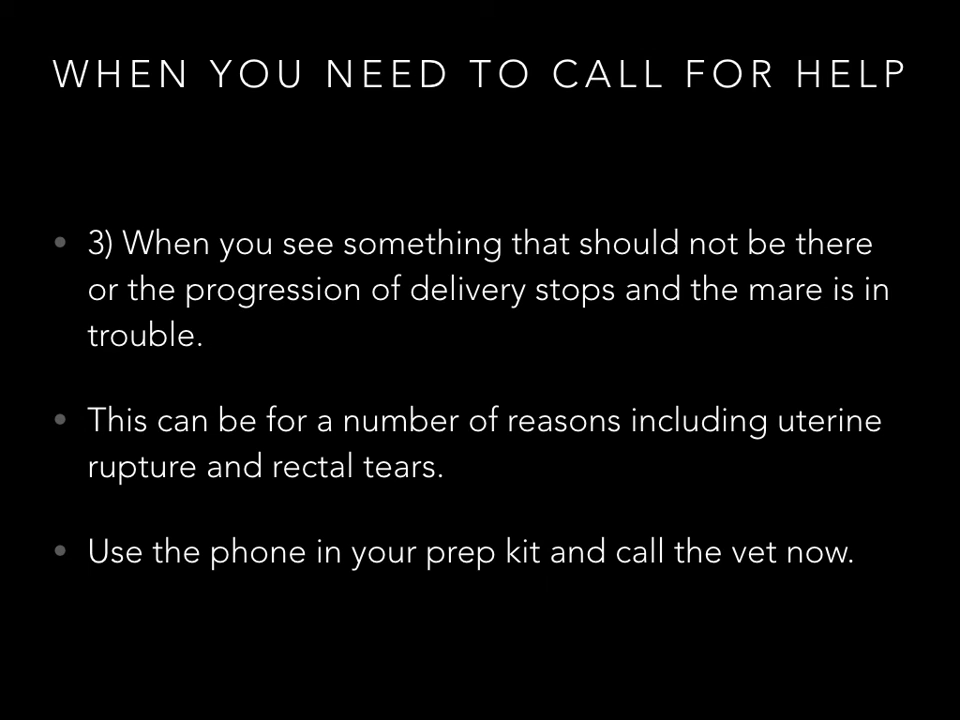 WHEN YOU NEED TO CALL FOR HELP
• 3) When you see something that should not be there
or the progression of delivery stops and the mare is in
trouble.
• This can be for a number of reasons including uterine
rupture and rectal tears.
• Use the phone in your prep kit and call the vet now.